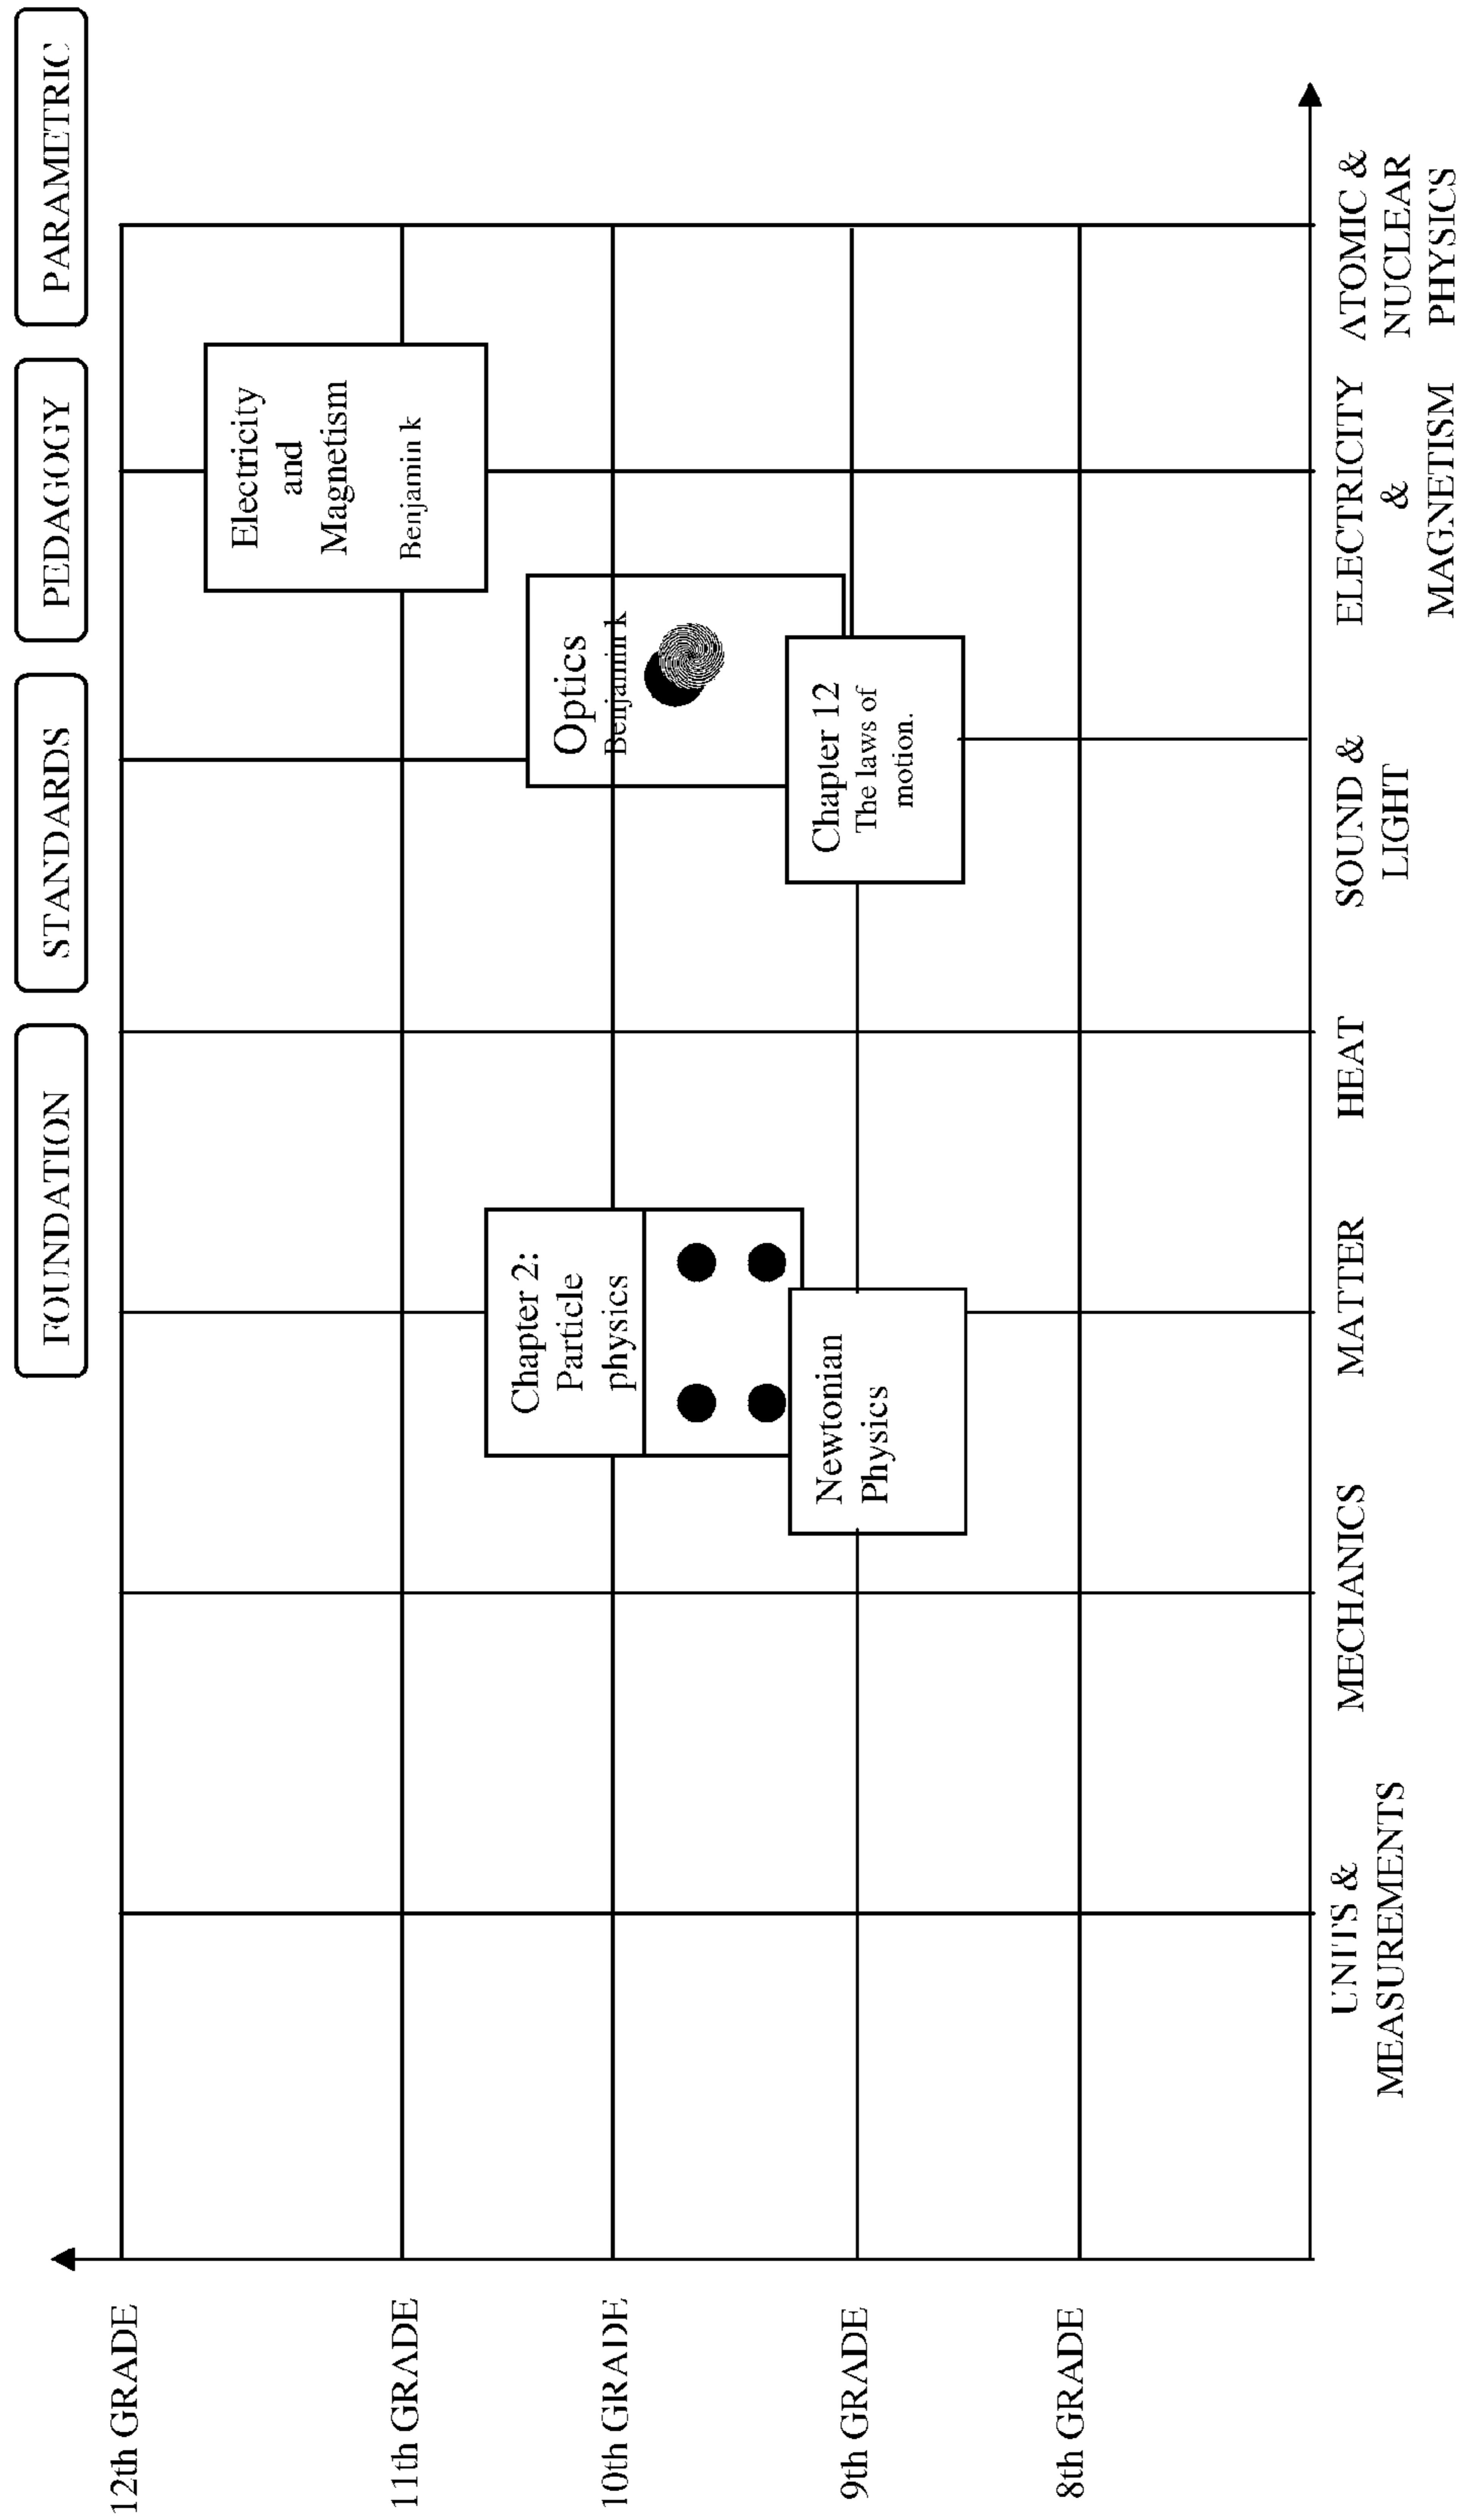 FOUNDATION
STANDARDS
PEDAGOGY
PARAMETRIC
12th GRADE
11th GRADE
10th GRADE
9th GRADE
8th GRADE
Electricity
and
Magnetism
Benjamin k
Optics
Benjamin k
Chapter 2:
Particle
physics
Chapter 12
The laws of
motion.
Newtonian
Physics
UNITS &
MEASUREMENTS
MECHANICS
MATTER
HEAT
SOUND &
LIGHT
ELECTRICITY
&
MAGNETISM
ATOMIC &
NUCLEAR
PHYSICS